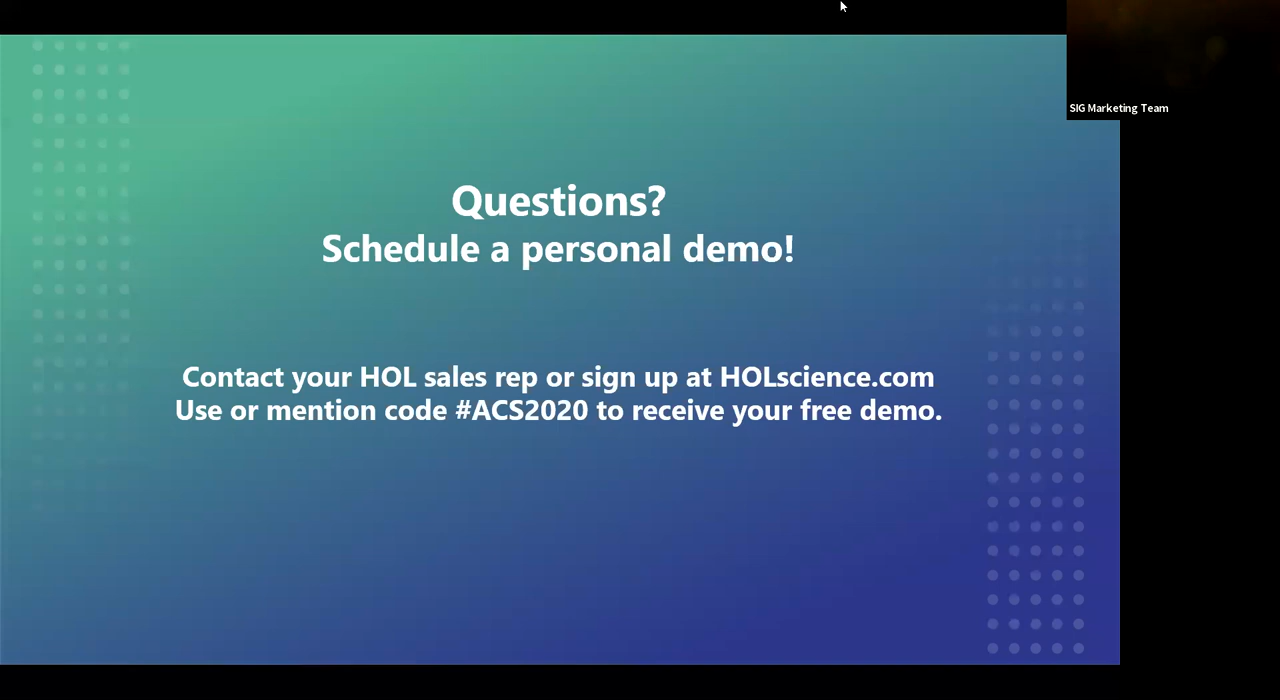 SIG Marketing Team
Questions?
Schedule a personal demo!
Contact your HOL sales rep or sign up at HOLscience.com
Use or mention code #ACS2020 to receive your free demo.